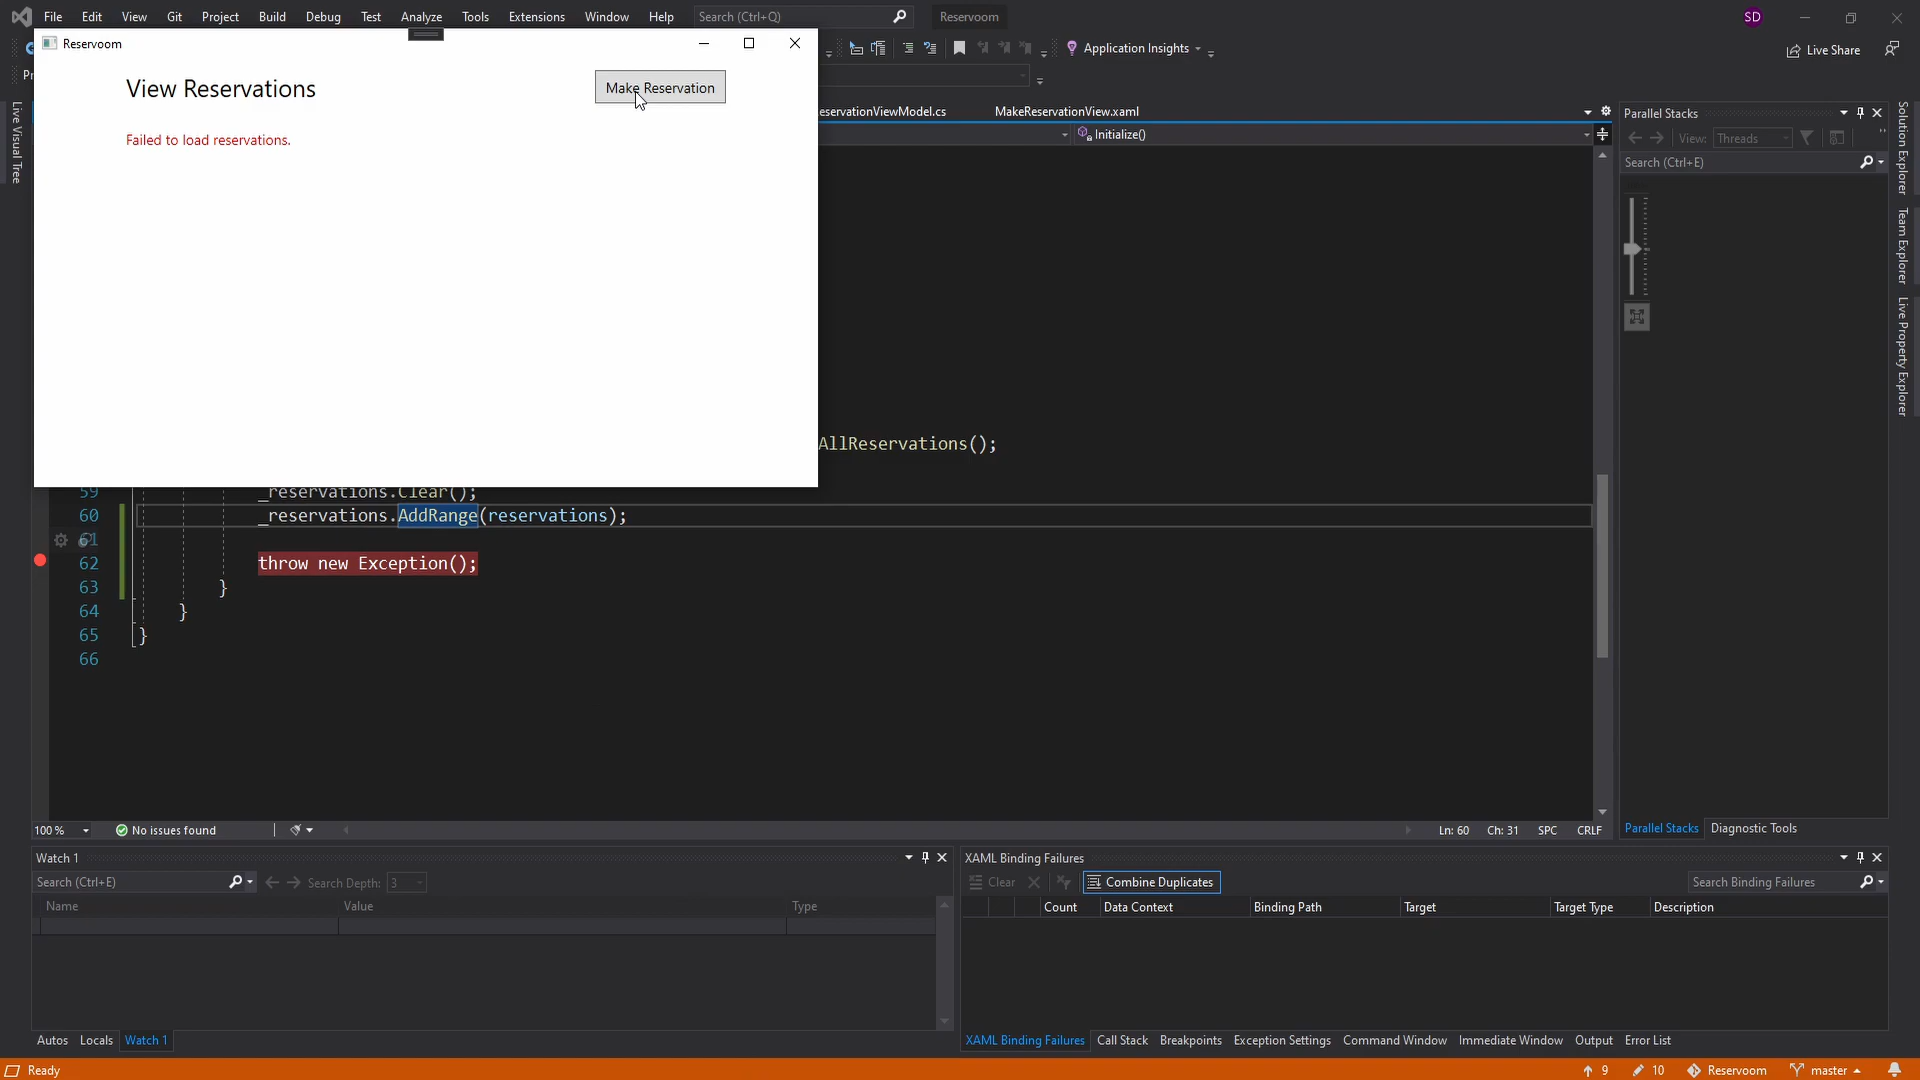 File Edit View Git Project Build Debug Test Analyze Tools Extensions Window Help Search (Ctrl+Q) Reservoom SD
Reservoom
Application Insights
Live Share
View Reservations
Make Reservation
Failed to load reservations.
Live Visual Tree
eservationViewModel.cs MakeReservationView.xaml
Initialize()
AllReservations();
59 _reservations.Clear();
60 _reservations.AddRange(reservations);
61
62 throw new Exception();
63 }
64 }
65 }
66
100 % No issues found Ln: 60 Ch: 31 SPC CRLF
Parallel Stacks
View: Threads
Search (Ctrl+E)
Parallel Stacks Diagnostic Tools
Solution Explorer
Team Explorer
Live Property Explorer
Watch 1
Search (Ctrl+E) Search Depth: 3
Name Value Type
Autos Locals Watch 1
XAML Binding Failures
Clear Combine Duplicates Search Binding Failures
Count Data Context Binding Path Target Target Type Description
XAML Binding Failures Call Stack Breakpoints Exception Settings Command Window Immediate Window Output Error List
Ready 9 10 Reservoom master